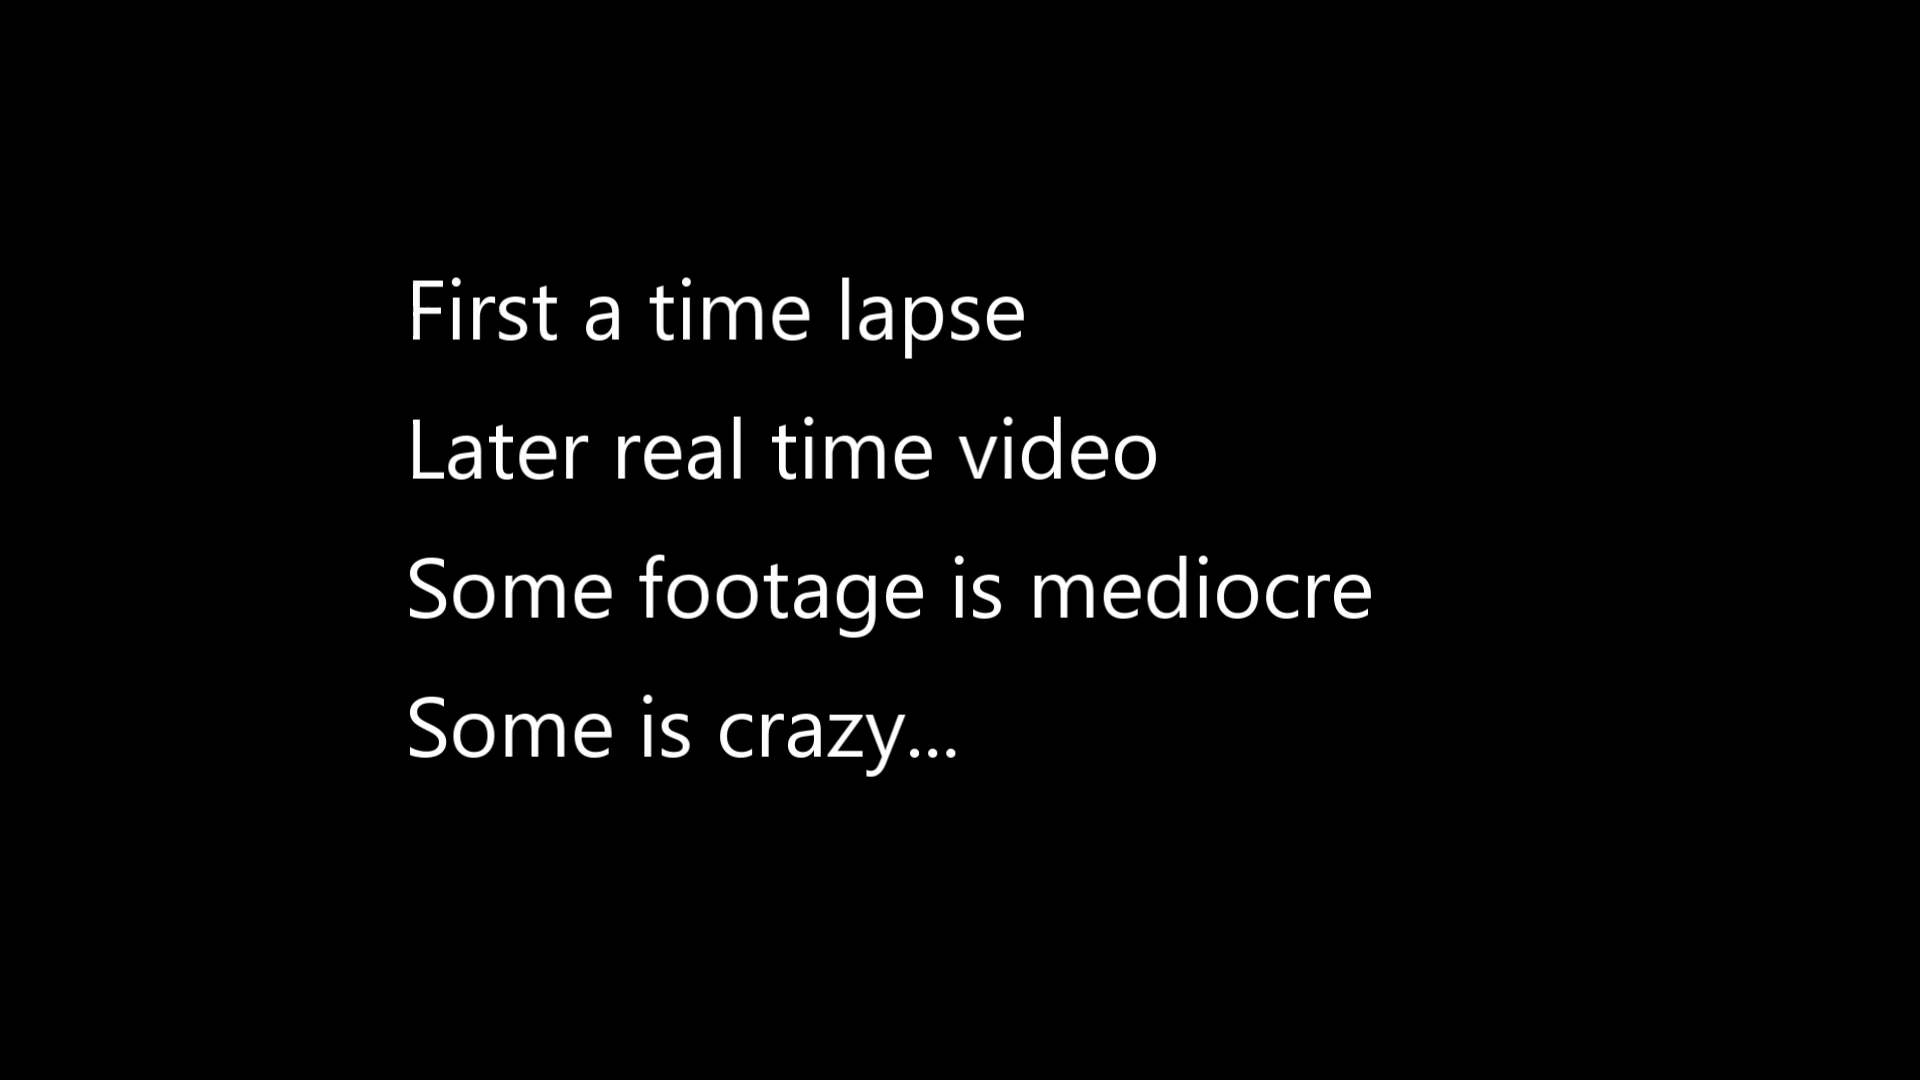 First a time lapse
Later real time video
Some footage is mediocre
Some is crazy...